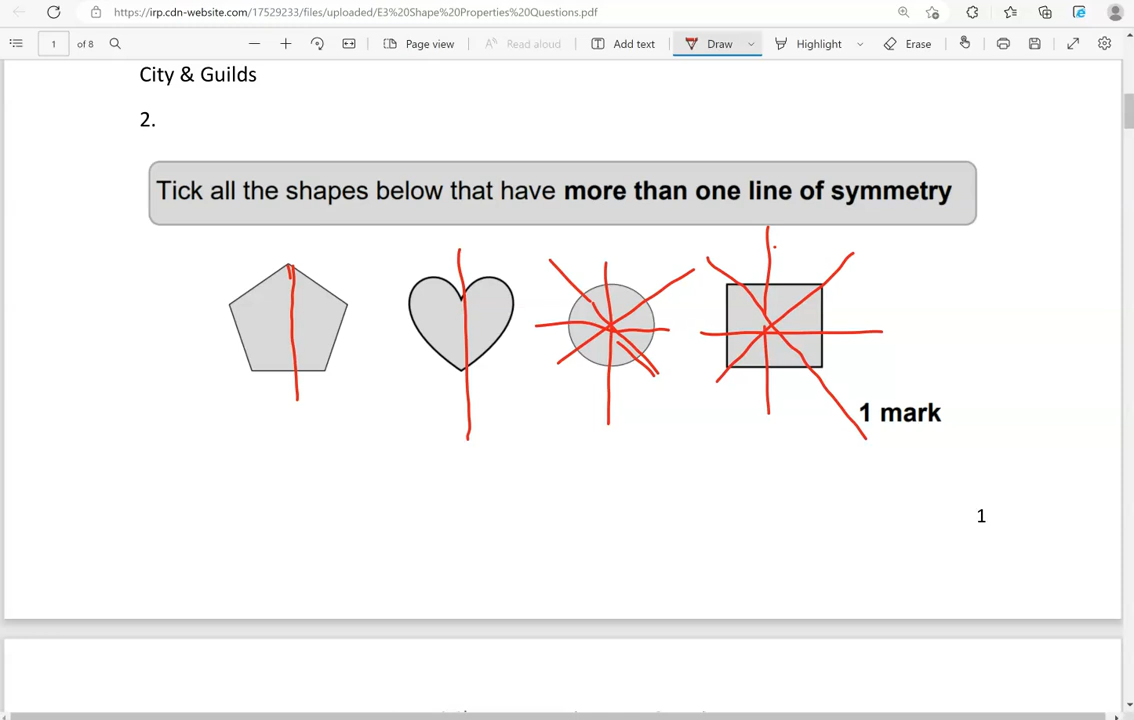 https://irp.cdn-website.com/17529233/files/uploaded/E3%20Shape%20Properties%20Questions.pdf
1 of 8 Page view Read aloud Add text Draw Highlight Erase
City & Guilds
2.
Tick all the shapes below that have more than one line of symmetry
1 mark
1